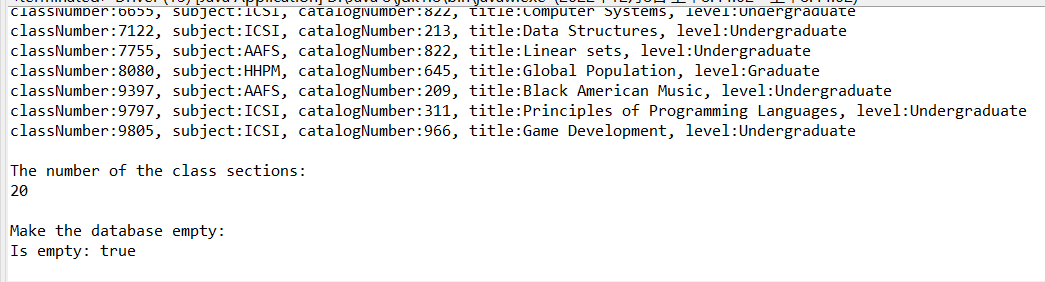 classNumber:6655, subject:ICSI, catalogNumber:822, title:Computer Systems, level:Undergraduate
classNumber:7122, subject:ICSI, catalogNumber:213, title:Data Structures, level:Undergraduate
classNumber:7755, subject:AAFS, catalogNumber:822, title:Linear sets, level:Undergraduate
classNumber:8080, subject:HHPM, catalogNumber:645, title:Global Population, level:Graduate
classNumber:9397, subject:AAFS, catalogNumber:209, title:Black American Music, level:Undergraduate
classNumber:9797, subject:ICSI, catalogNumber:311, title:Principles of Programming Languages, level:Undergraduate
classNumber:9805, subject:ICSI, catalogNumber:966, title:Game Development, level:Undergraduate
The number of the class sections:
20
Make the database empty:
Is empty: true